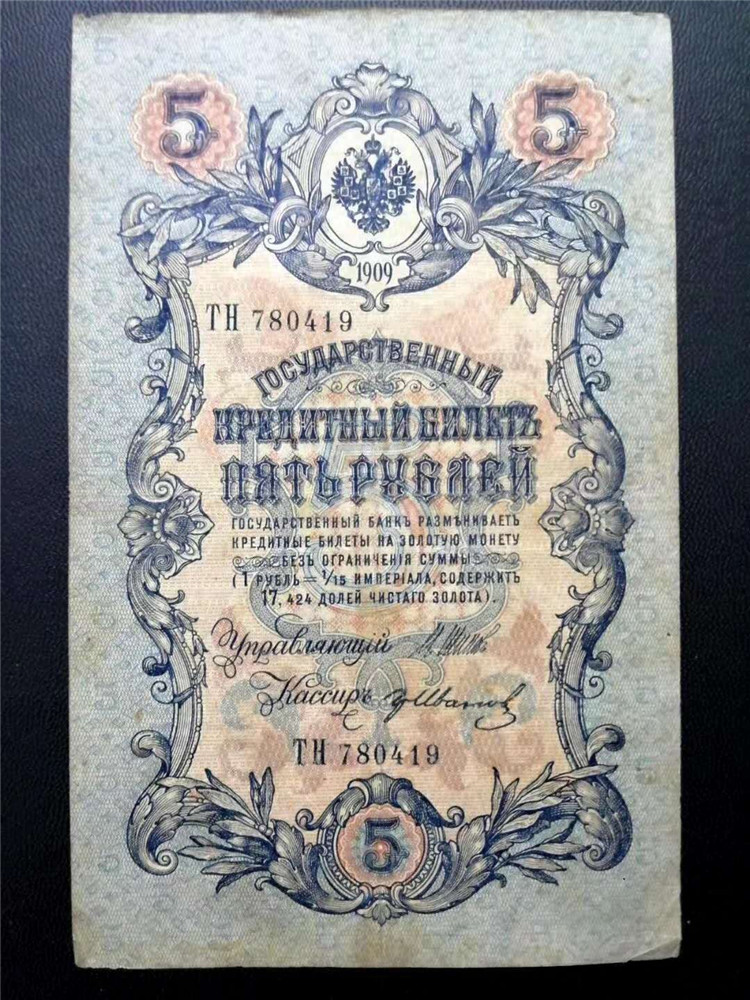 5 5
1909
ТН 780419
ГОСУДАРСТВЕННЫЙ
КРЕДИТНЫЙ БИЛЕТЪ
ПЯТЬ РУБЛЕЙ
ГОСУДАРСТВЕННЫЙ БАНКЪ РАЗМѢНИВАЕТЪ
КРЕДИТНЫЕ БИЛЕТЫ НА ЗОЛОТУЮ МОНЕТУ
БЕЗЪ ОГРАНИЧЕНІЯ СУММЫ
(1 РУБЛЬ = 1/15 ИМПЕРІАЛА, СОДЕРЖИТЪ
17,424 ДОЛЕЙ ЧИСТАГО ЗОЛОТА).
Управляющій
Кассиръ ГрИванов
ТН 780419
5